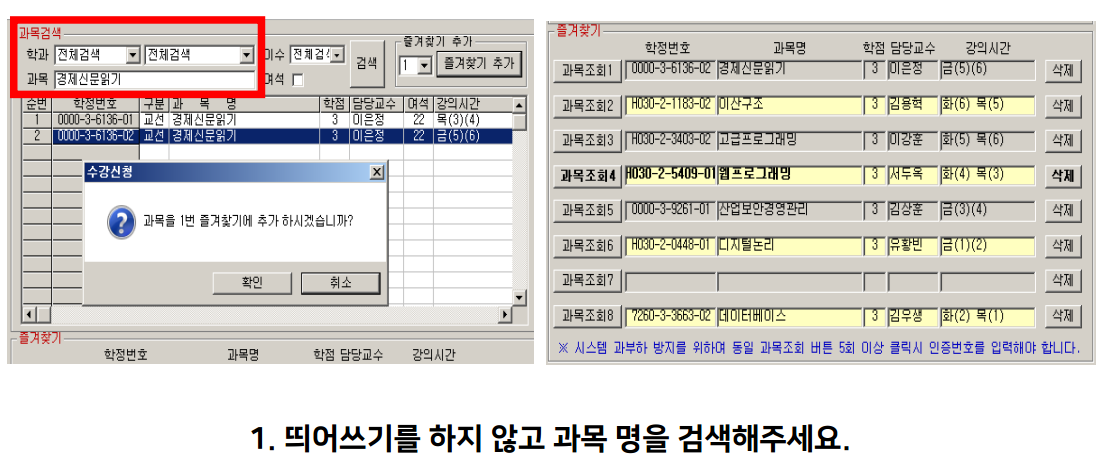 과목검색
학과 전체검색 전체검색 이수 전체검색 검색
과목 경제신문읽기 여석
즐겨찾기 추가
1 즐겨찾기 추가
순번 학정번호 구분 과 목 명 학점 담당교수 여석 강의시간
1 0000-3-6136-01 교선 경제신문읽기 3 이은정 22 목(3)(4)
2 0000-3-6136-02 교선 경제신문읽기 3 이은정 22 금(5)(6)
수강신청
과목을 1번 즐겨찾기에 추가 하시겠습니까?
확인 취소
즐겨찾기
학정번호 과목명 학점 담당교수 강의시간
즐겨찾기
학정번호 과목명 학점 담당교수 강의시간
과목조회1 0000-3-6136-02 경제신문읽기 3 이은정 금(5)(6) 삭제
과목조회2 H030-2-1183-02 이산구조 3 김용혁 화(6) 목(5) 삭제
과목조회3 H030-2-3403-02 고급프로그래밍 3 이강훈 화(5) 목(6) 삭제
과목조회4 H030-2-5409-01 웹프로그래밍 3 서두옥 화(4) 목(3) 삭제
과목조회5 0000-3-9261-01 산업보안경영관리 3 김상훈 금(3)(4) 삭제
과목조회6 H030-2-0448-01 디지털논리 3 유황빈 금(1)(2) 삭제
과목조회7 삭제
과목조회8 7260-3-3663-02 데이터베이스 3 김우생 화(2) 목(1) 삭제
※ 시스템 과부하 방지를 위하여 동일 과목조회 버튼 5회 이상 클릭시 인증번호를 입력해야 합니다.
1. 띄어쓰기를 하지 않고 과목 명을 검색해주세요.